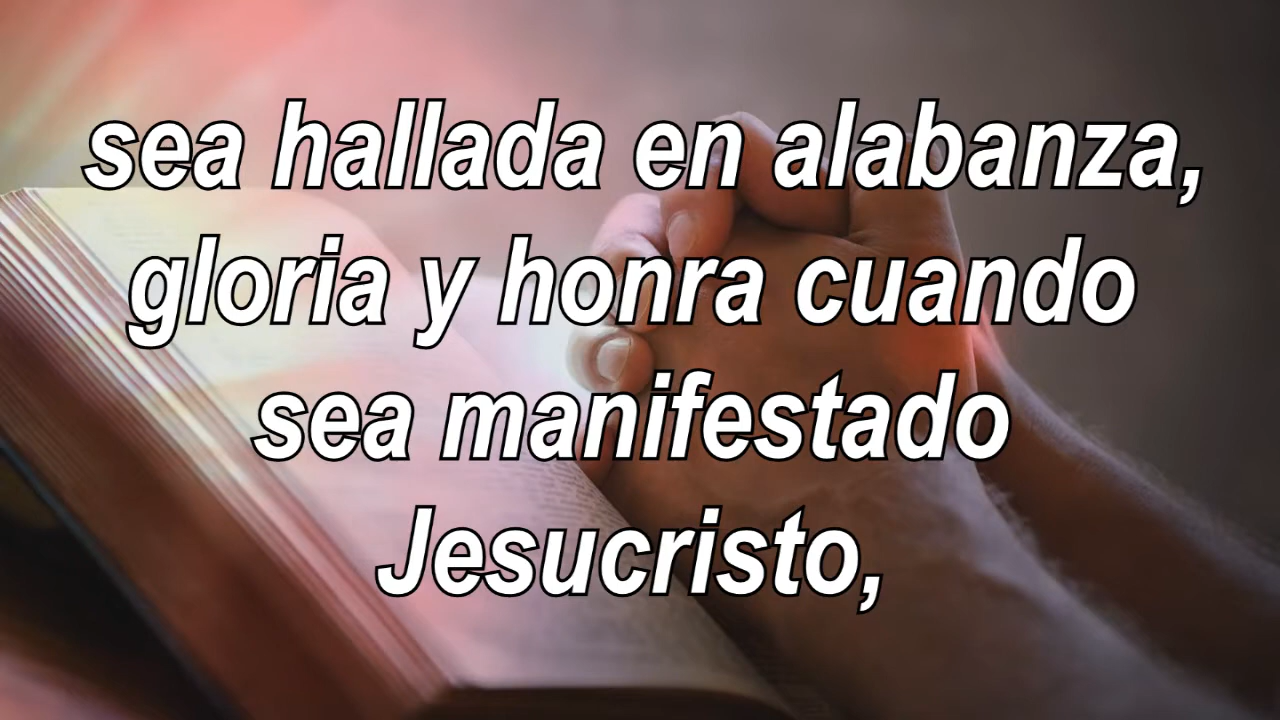 sea hallada en alabanza,
gloria y honra cuando
sea manifestado
Jesucristo,